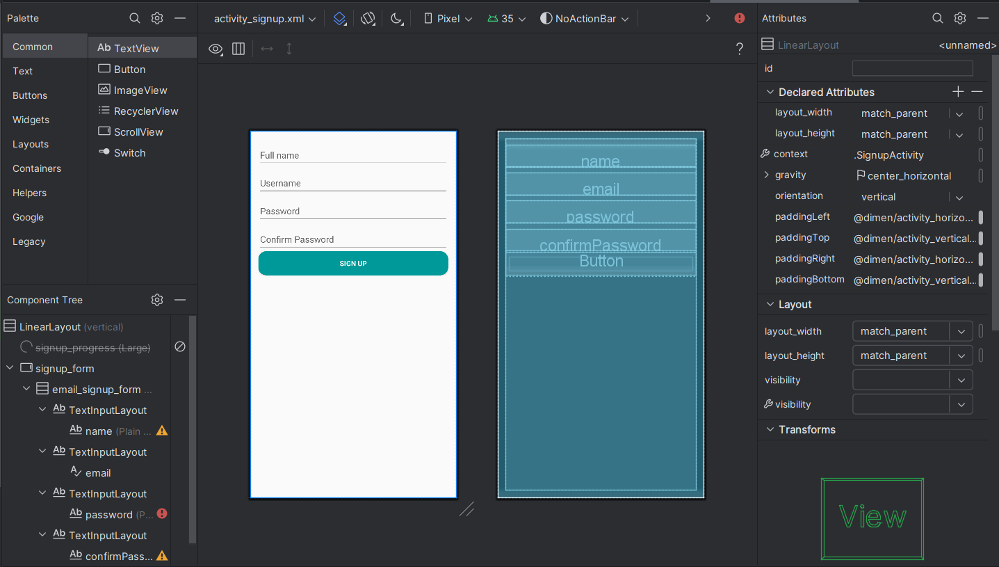 Palette
activity_signup.xml
Pixel
35
NoActionBar
Attributes
Common
Text
Buttons
Widgets
Layouts
Containers
Helpers
Google
Legacy
Ab TextView
Button
ImageView
RecyclerView
ScrollView
Switch
?
Component Tree
LinearLayout (vertical)
signup_progress (Large)
signup_form
email_signup_form ...
Ab TextInputLayout
Ab name (Plain ...
Ab TextInputLayout
email
Ab TextInputLayout
Ab password (P...
Ab TextInputLayout
Ab confirmPass...
Full name
Username
Password
Confirm Password
SIGN UP
name
email
password
confirmPassword
Button
LinearLayout <unnamed>
id
Declared Attributes
layout_width match_parent
layout_height match_parent
context .SignupActivity
gravity center_horizontal
orientation vertical
paddingLeft @dimen/activity_horizo...
paddingTop @dimen/activity_vertical...
paddingRight @dimen/activity_horizo...
paddingBottom @dimen/activity_vertical...
Layout
layout_width match_parent
layout_height match_parent
visibility
visibility
Transforms
View